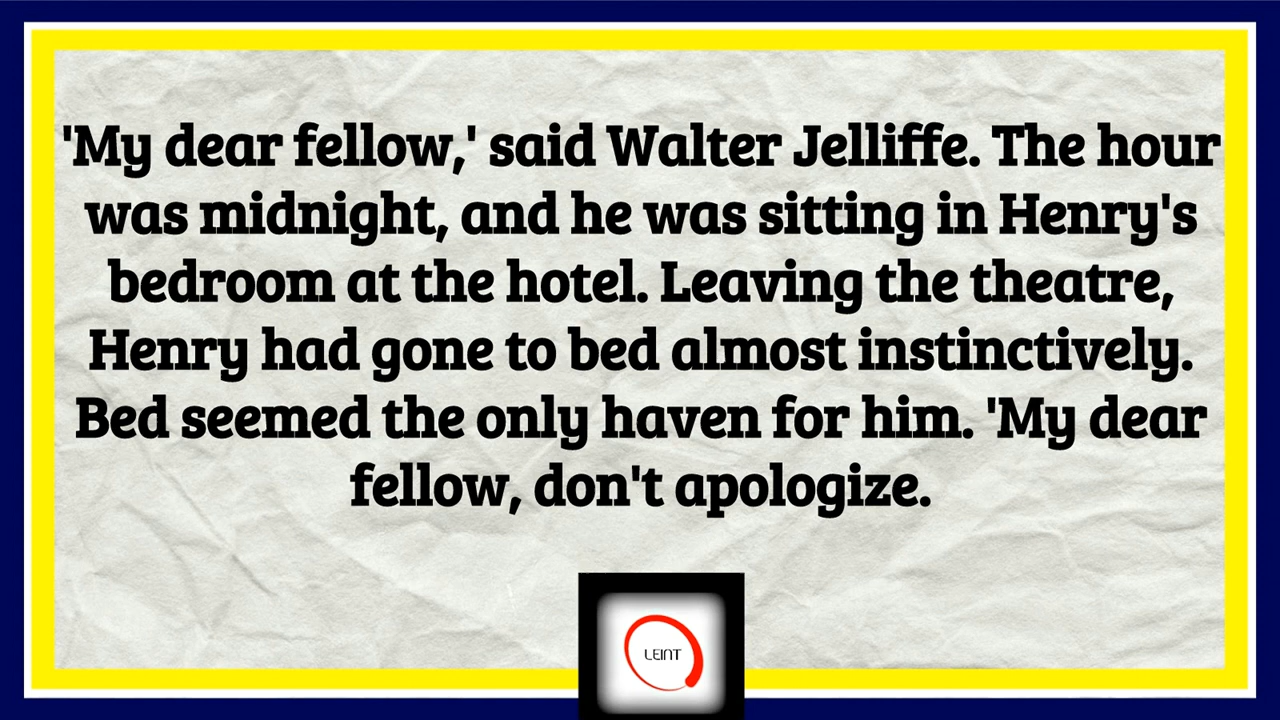 'My dear fellow,' said Walter Jelliffe. The hour
was midnight, and he was sitting in Henry's
bedroom at the hotel. Leaving the theatre,
Henry had gone to bed almost instinctively.
Bed seemed the only haven for him. 'My dear
fellow, don't apologize.
LEINT